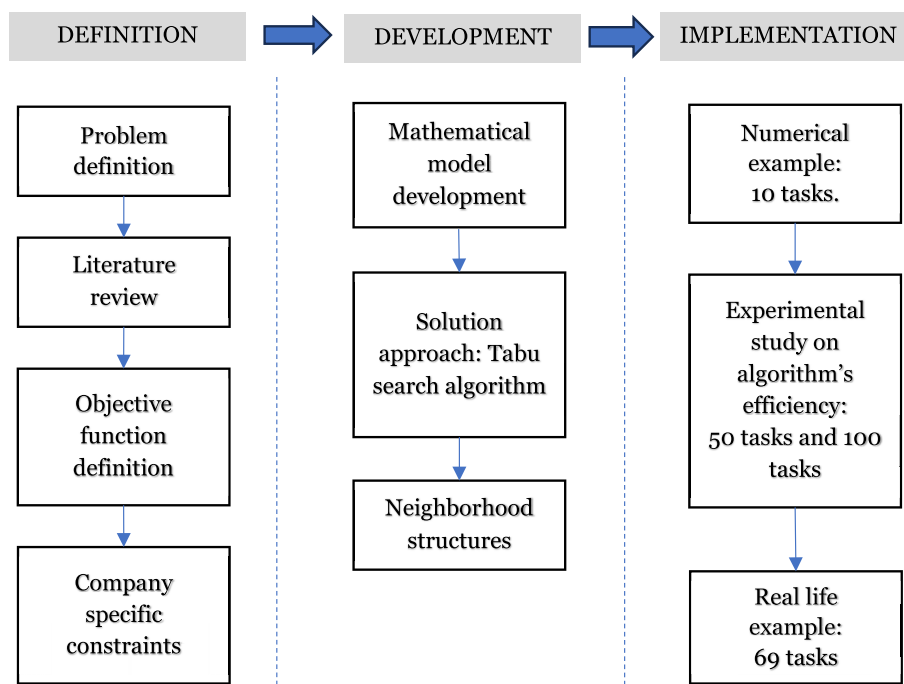 DEFINITION
DEVELOPMENT
IMPLEMENTATION
Problem
definition
Literature
review
Objective
function
definition
Company
specific
constraints
Mathematical
model
development
Solution
approach: Tabu
search algorithm
Neighborhood
structures
Numerical
example:
10 tasks.
Experimental
study on
algorithm’s
efficiency:
50 tasks and 100
tasks
Real life
example:
69 tasks